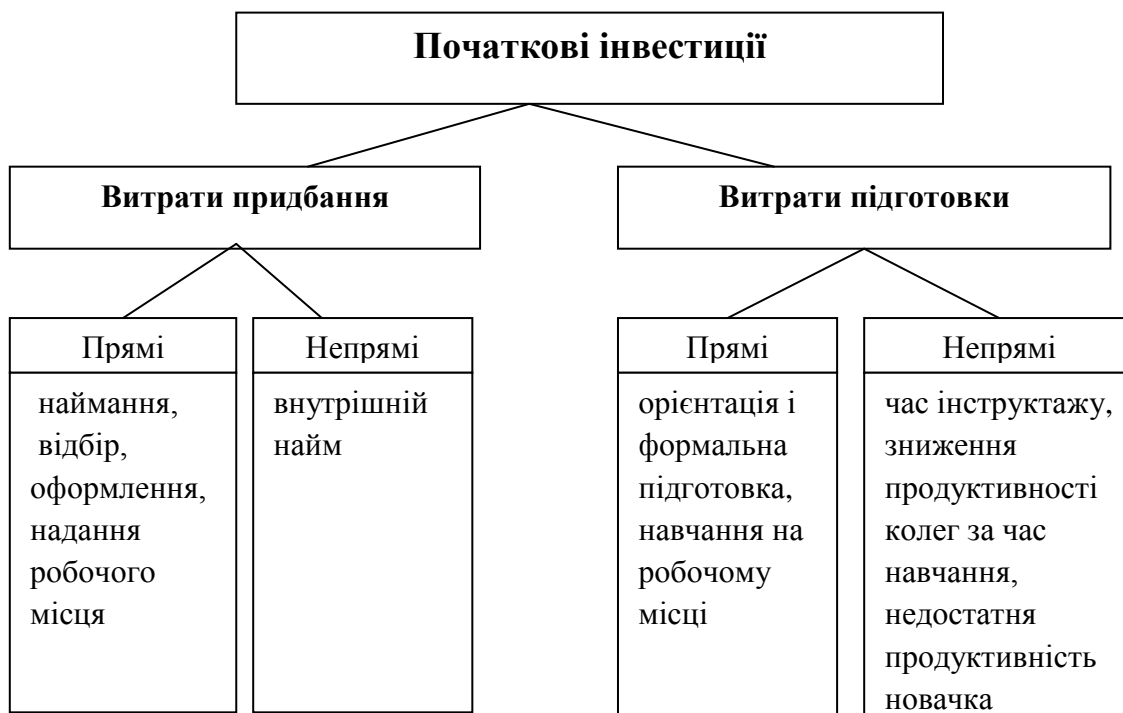 Початкові інвестиції
Витрати придбання
Витрати підготовки
Прямі
наймання,
відбір,
оформлення,
надання
робочого
місця
Непрямі
внутрішній
найм
Прямі
орієнтація і
формальна
підготовка,
навчання на
робочому
місці
Непрямі
час інструктажу,
зниження
продуктивності
колег за час
навчання,
недостатня
продуктивність
новачка